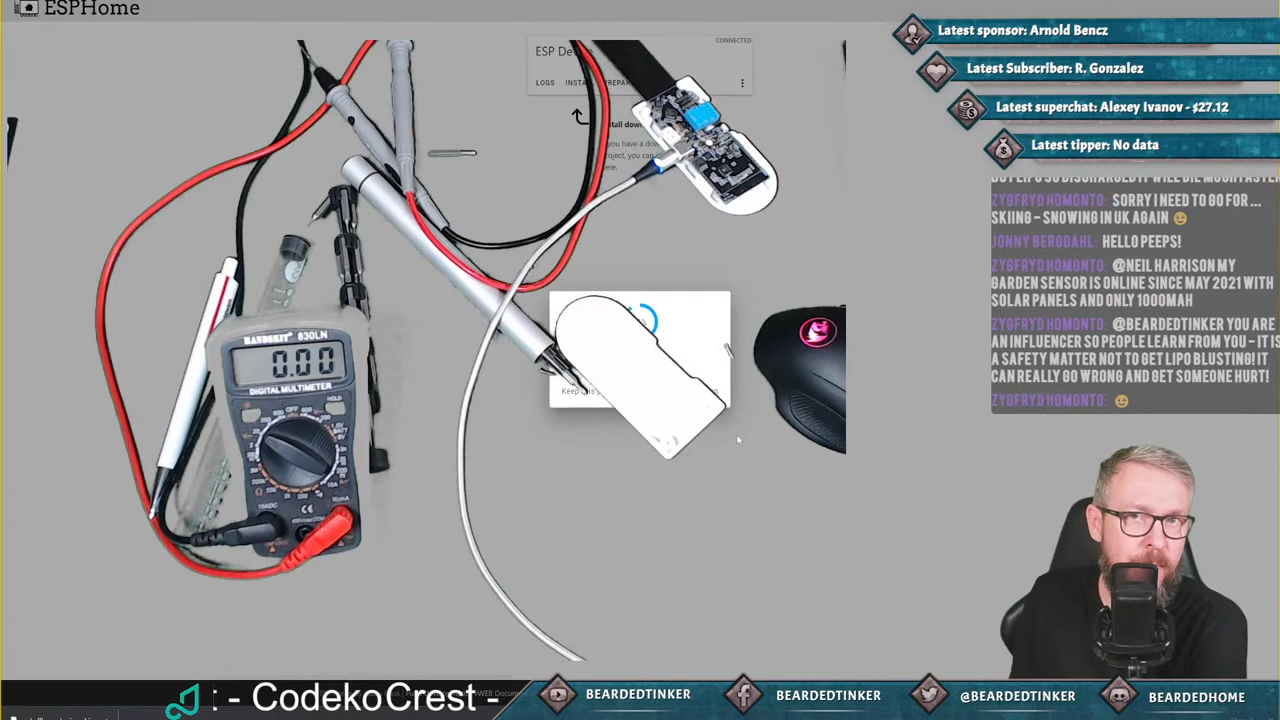 ESPHome
CONNECTED
ESP De
LOGS
Latest sponsor: Arnold Bencz
Latest Subscriber: R. Gonzalez
Latest superchat: Alexey Ivanov - $27.12
Latest tipper: No data
ZYGFRYD HOMONTO: SORRY I NEED TO GO FOR ...
SKIING - SNOWING IN UK AGAIN 😉
JONNY BERGDAHL: HELLO PEEPS!
ZYGFRYD HOMONTO: @NEIL HARRISON MY
GARDEN SENSOR IS ONLINE SINCE MAY 2021 WITH
SOLAR PANELS AND ONLY 1000MAH
ZYGFRYD HOMONTO: @BEARDEDTINKER YOU ARE
AN INFLUENCER SO PEOPLE LEARN FROM YOU - IT IS
A SAFETY MATTER NOT TO GET LIPO BLUSTING! IT
CAN REALLY GO WRONG AND GET SOMEONE HURT!
ZYGFRYD HOMONTO: 😉
830LN
0.00
DIGITAL MULTIMETER
OFF
HOLD
10ADC
Keep
: - CodekoCrest -
BEARDEDTINKER
BEARDEDTINKER
@BEARDEDTINKER
BEARDEDHOME